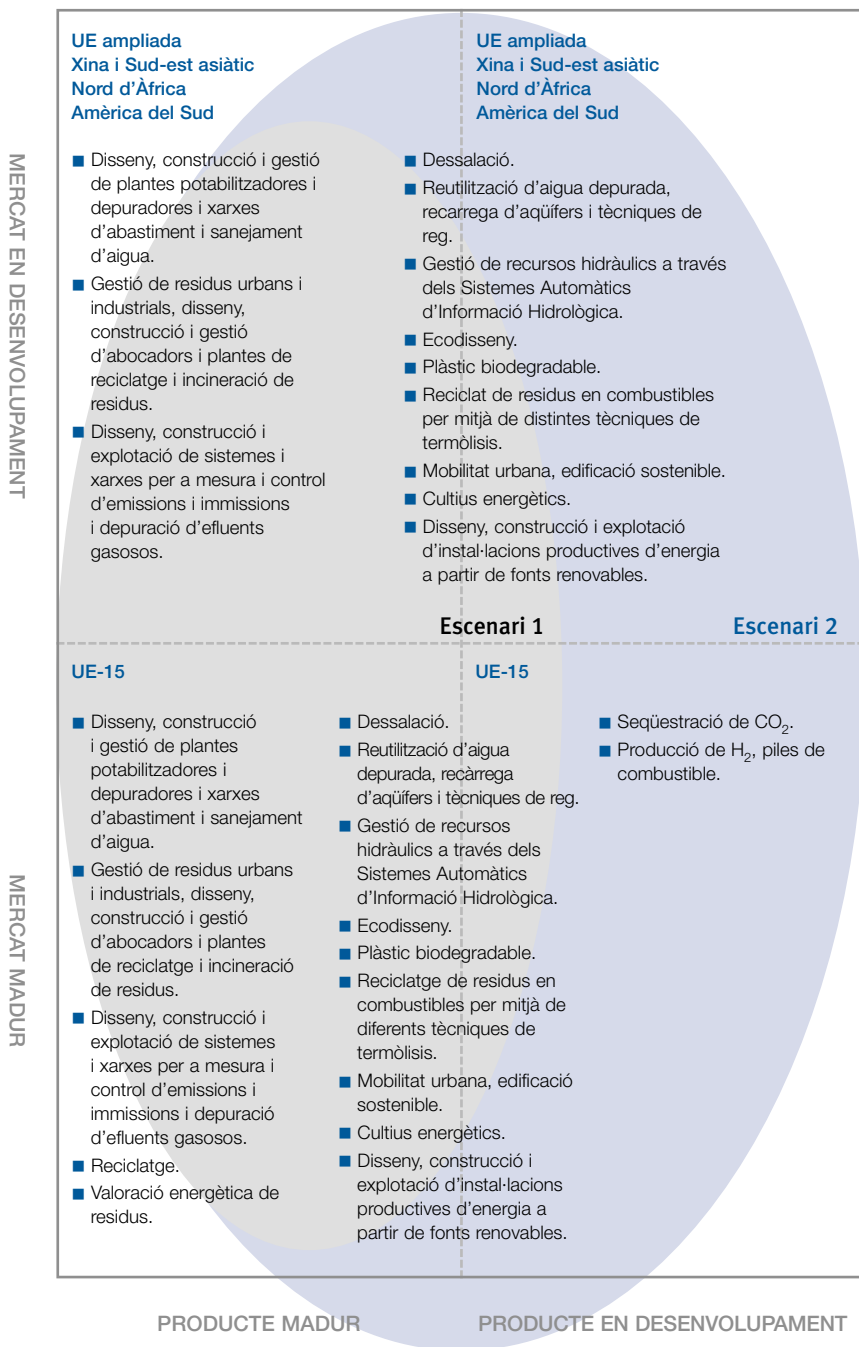 MERCAT EN DESENVOLUPAMENT
UE ampliada
Xina i Sud-est asiàtic
Nord d'Àfrica
Amèrica del Sud
■ Disseny, construcció i gestió
de plantes potabilitzadores i
depuradores i xarxes
d'abastiment i sanejament
d'aigua.
■ Gestió de residus urbans i
industrials, disseny,
construcció i gestió
d'abocadors i plantes de
reciclatge i incineració de
residus.
■ Disseny, construcció i
explotació de sistemes i
xarxes per a mesura i control
d'emissions i immissions
i depuració d'efluents
gasosos.
UE ampliada
Xina i Sud-est asiàtic
Nord d'Àfrica
Amèrica del Sud
■ Dessalació.
■ Reutilització d'aigua depurada,
recarrega d'aqüífers i tècniques de
reg.
■ Gestió de recursos hidràulics a través
dels Sistemes Automàtics
d'Informació Hidrològica.
■ Ecodisseny.
■ Plàstic biodegradable.
■ Reciclat de residus en combustibles
per mitjà de distintes tècniques de
termòlisis.
■ Mobilitat urbana, edificació sostenible.
■ Cultius energètics.
■ Disseny, construcció i explotació
d'instal·lacions productives d'energia
a partir de fonts renovables.
Escenari 1
Escenari 2
MERCAT MADUR
UE-15
■ Disseny, construcció
i gestió de plantes
potabilitzadores i
depuradores i xarxes
d'abastiment i sanejament
d'aigua.
■ Gestió de residus urbans
i industrials, disseny,
construcció i gestió
d'abocadors i plantes
de reciclatge i incineració
de residus.
■ Disseny, construcció i
explotació de sistemes
i xarxes per a mesura i
control d'emissions i
immissions i depuració
d'efluents gasosos.
■ Reciclatge.
■ Valoració energètica de
residus.
UE-15
■ Dessalació.
■ Reutilització d'aigua
depurada, recàrrega
d'aqüífers i tècniques de reg.
■ Gestió de recursos
hidràulics a través dels
Sistemes Automàtics
d'Informació Hidrològica.
■ Ecodisseny.
■ Plàstic biodegradable.
■ Reciclatge de residus en
combustibles per mitjà de
diferents tècniques de
termòlisis.
■ Mobilitat urbana, edificació
sostenible.
■ Cultius energètics.
■ Disseny, construcció i
explotació d'instal·lacions
productives d'energia a
partir de fonts renovables.
■ Seqüestració de CO₂.
■ Producció de H₂, piles de
combustible.
PRODUCTE MADUR
PRODUCTE EN DESENVOLUPAMENT